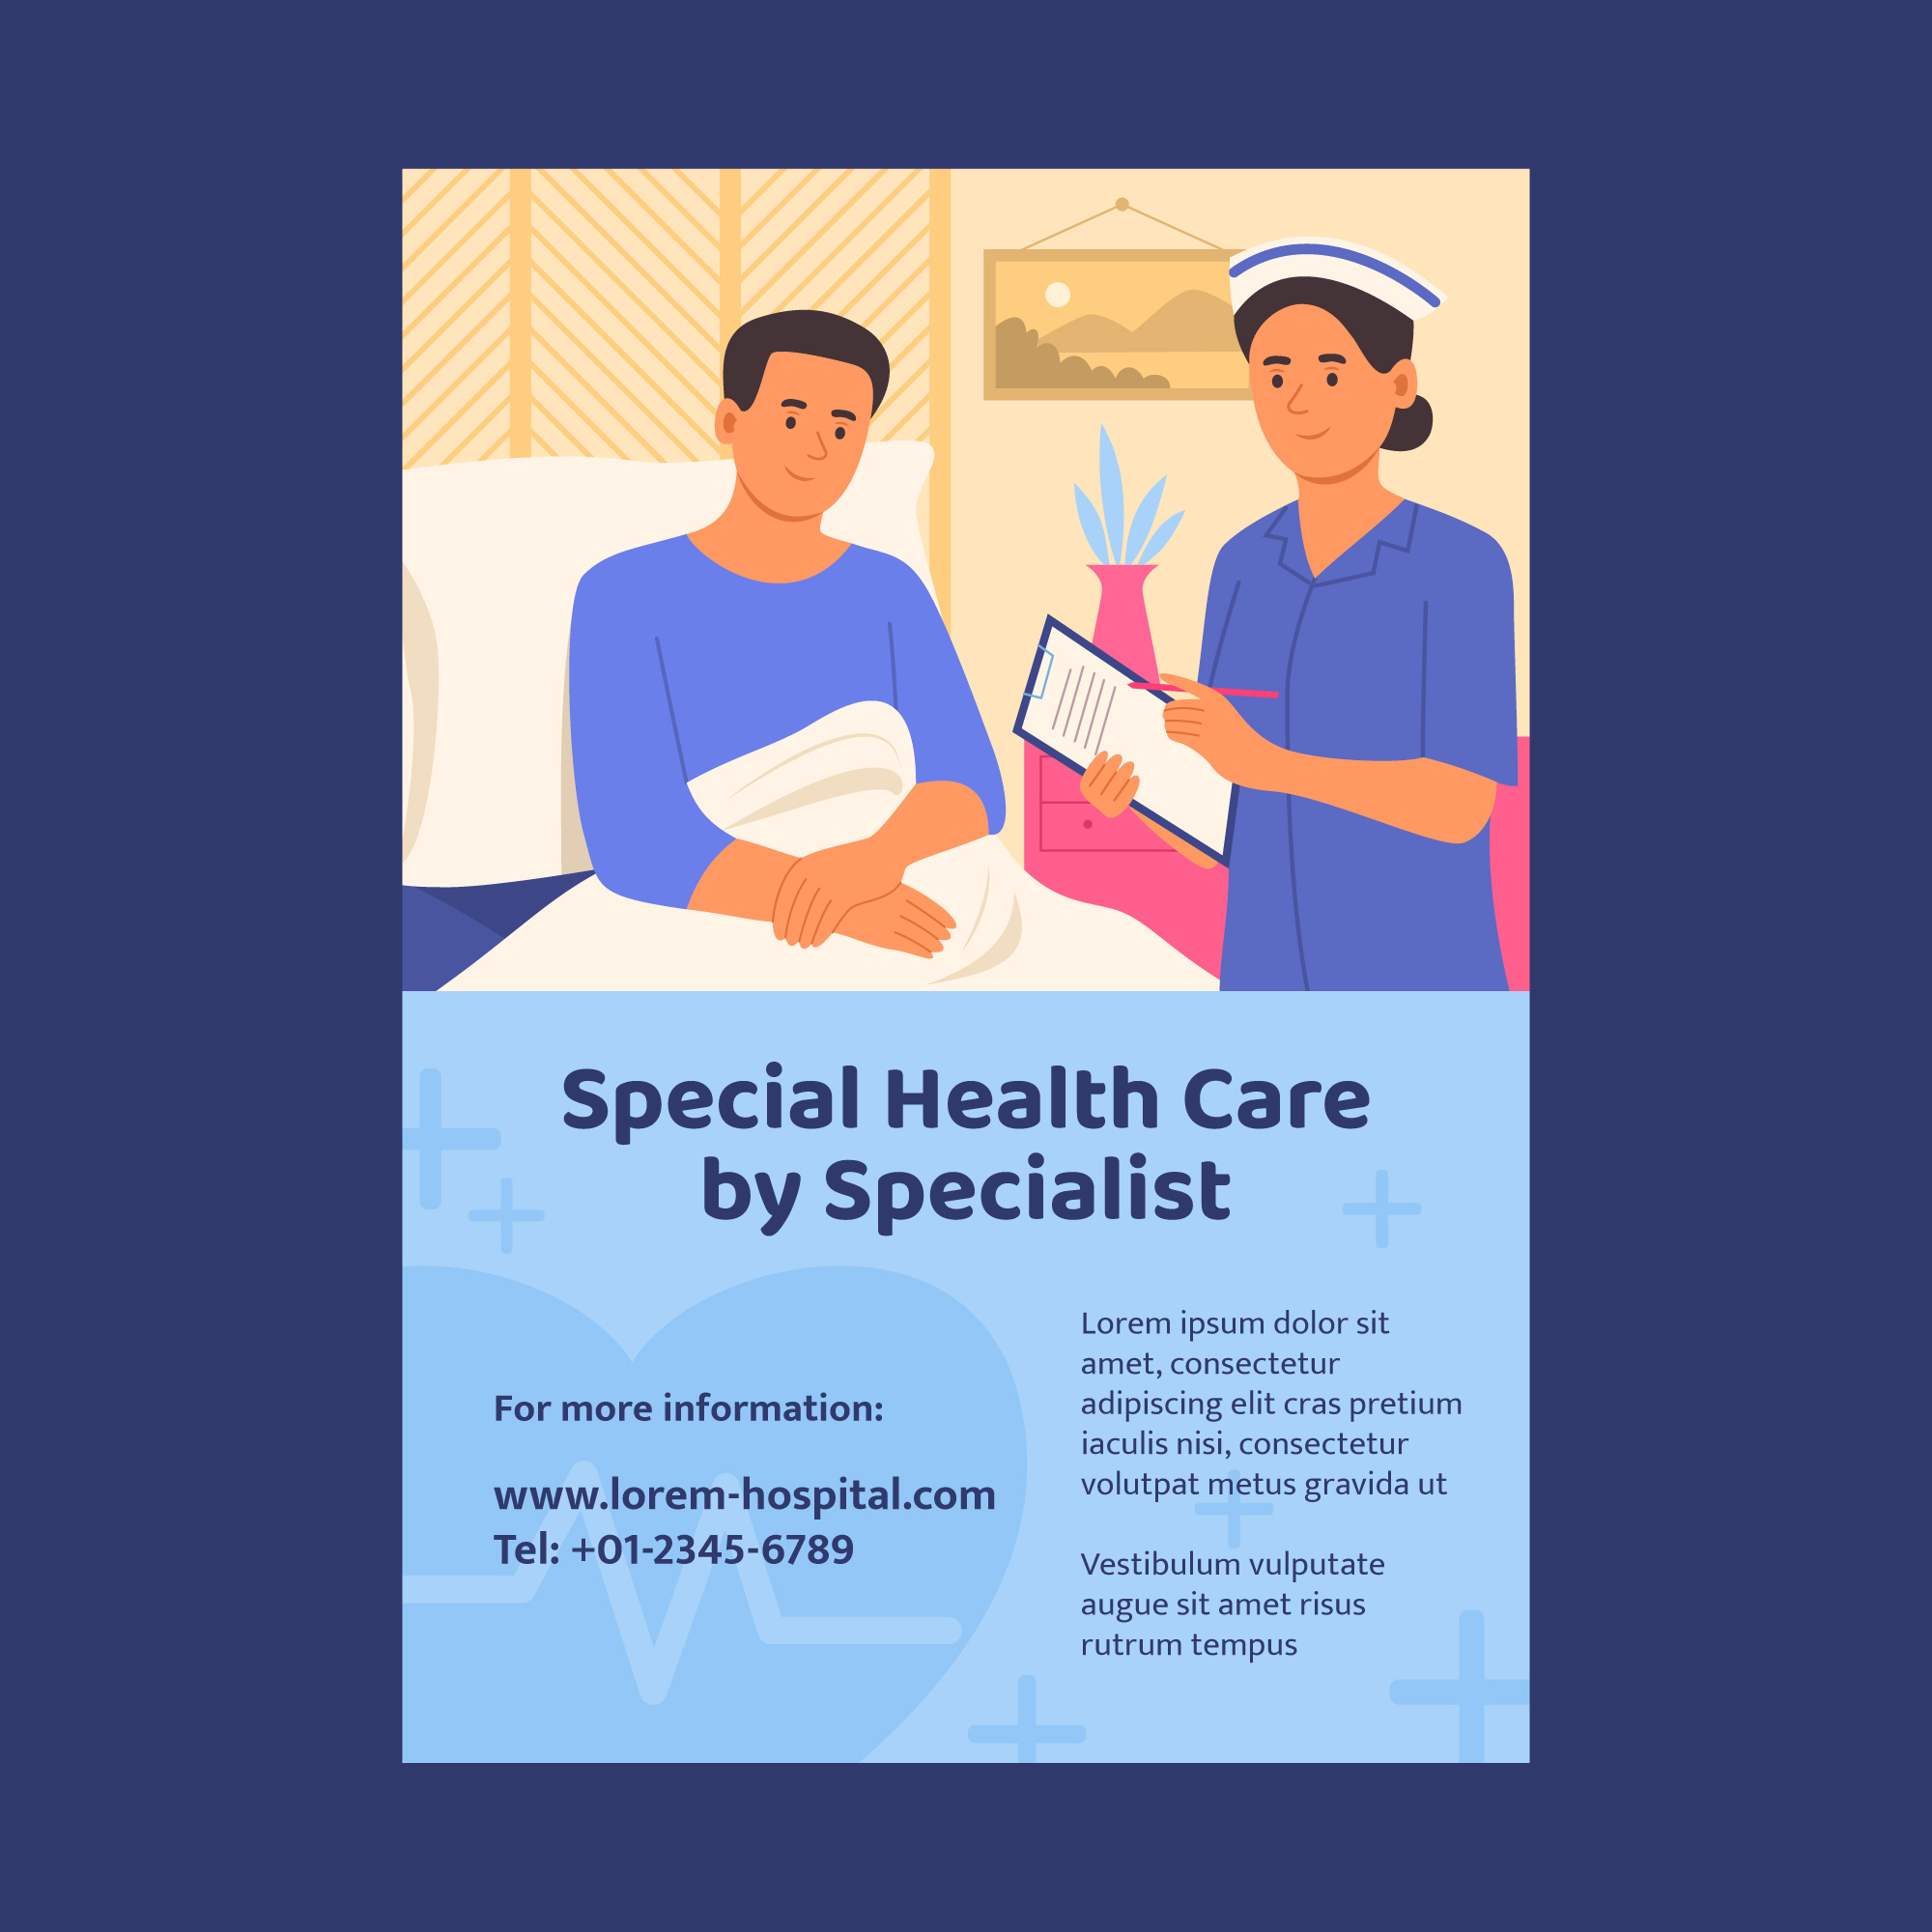 Special Health Care
by Specialist
For more information:
www.lorem-hospital.com
Tel: +01-2345-6789
Lorem ipsum dolor sit
amet, consectetur
adipiscing elit cras pretium
iaculis nisi, consectetur
volutpat metus gravida ut
Vestibulum vulputate
augue sit amet risus
rutrum tempus